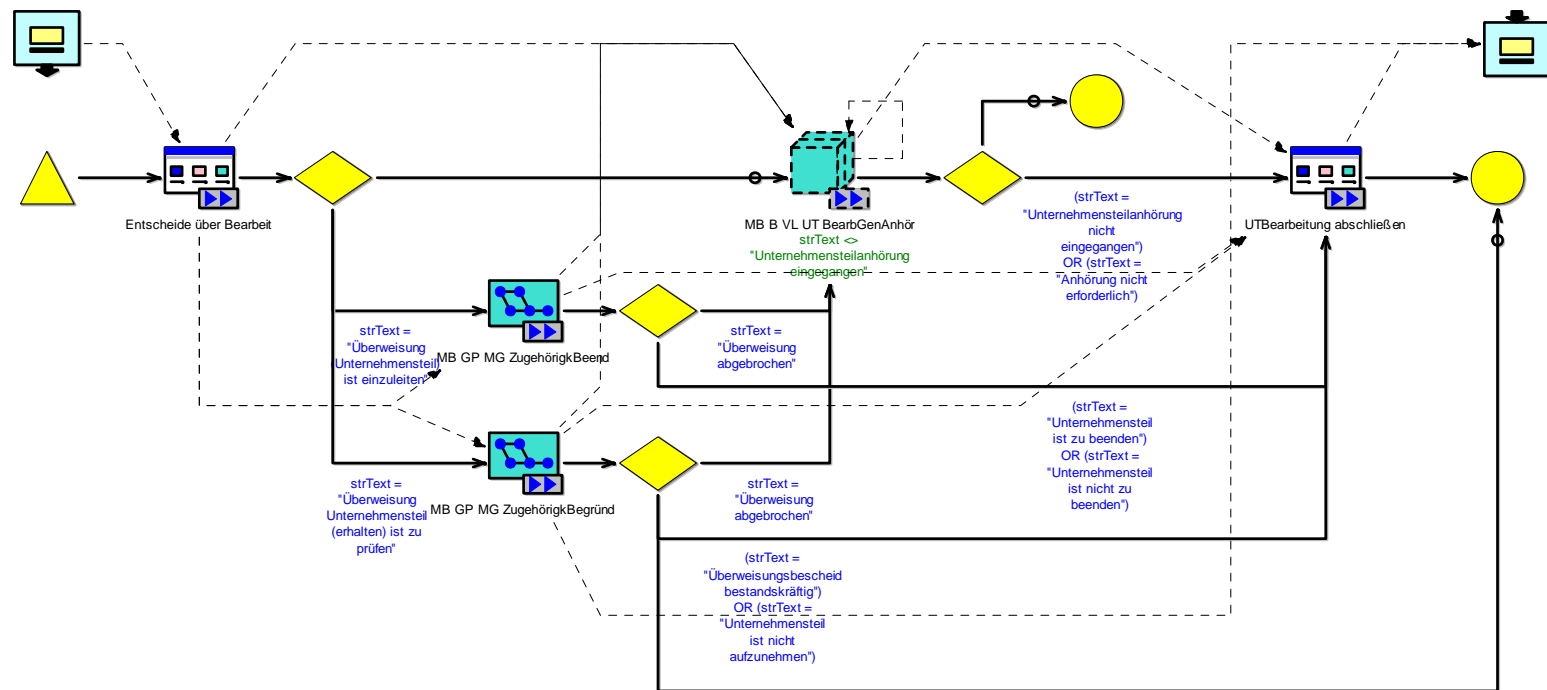 Entscheide über Bearbeit
MB B VL UT BearbGenAnhör
strText <>
"Unternehmensteilanhörung
eingegangen"
(strText =
"Unternehmensteilanhörung
nicht
eingegangen")
OR (strText =
"Anhörung nicht
erforderlich")
UTBearbeitung abschließen
strText =
"Überweisung
Unternehmensteil)
ist einzuleiten"
MB GP MG ZugehörigkBeend
strText =
"Überweisung
abgebrochen"
(strText =
"Unternehmensteil
ist zu beenden")
OR (strText =
"Unternehmensteil
ist nicht zu
beenden")
strText =
"Überweisung
Unternehmensteil
(erhalten) ist zu
prüfen"
MB GP MG ZugehörigkBegründ
strText =
"Überweisung
abgebrochen"
(strText =
"Überweisungsbescheid
bestandskräftig")
OR (strText =
"Unternehmensteil
ist nicht
aufzunehmen")